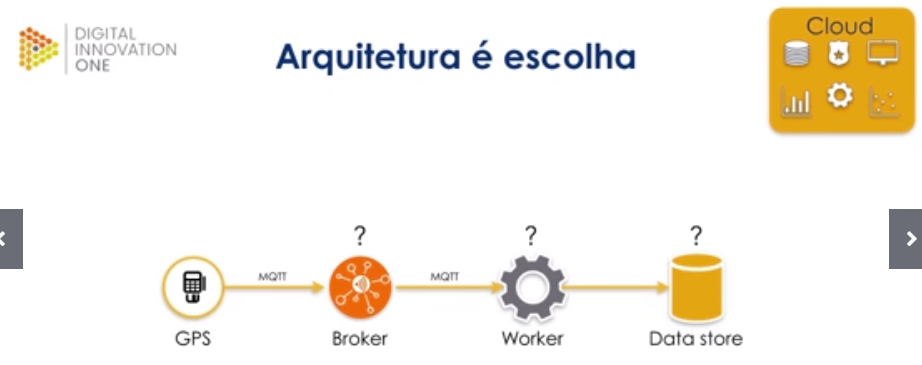 DIGITAL
INNOVATION
ONE
Arquitetura é escolha
Cloud
? ? ?
MQTT MQTT
GPS Broker Worker Data store